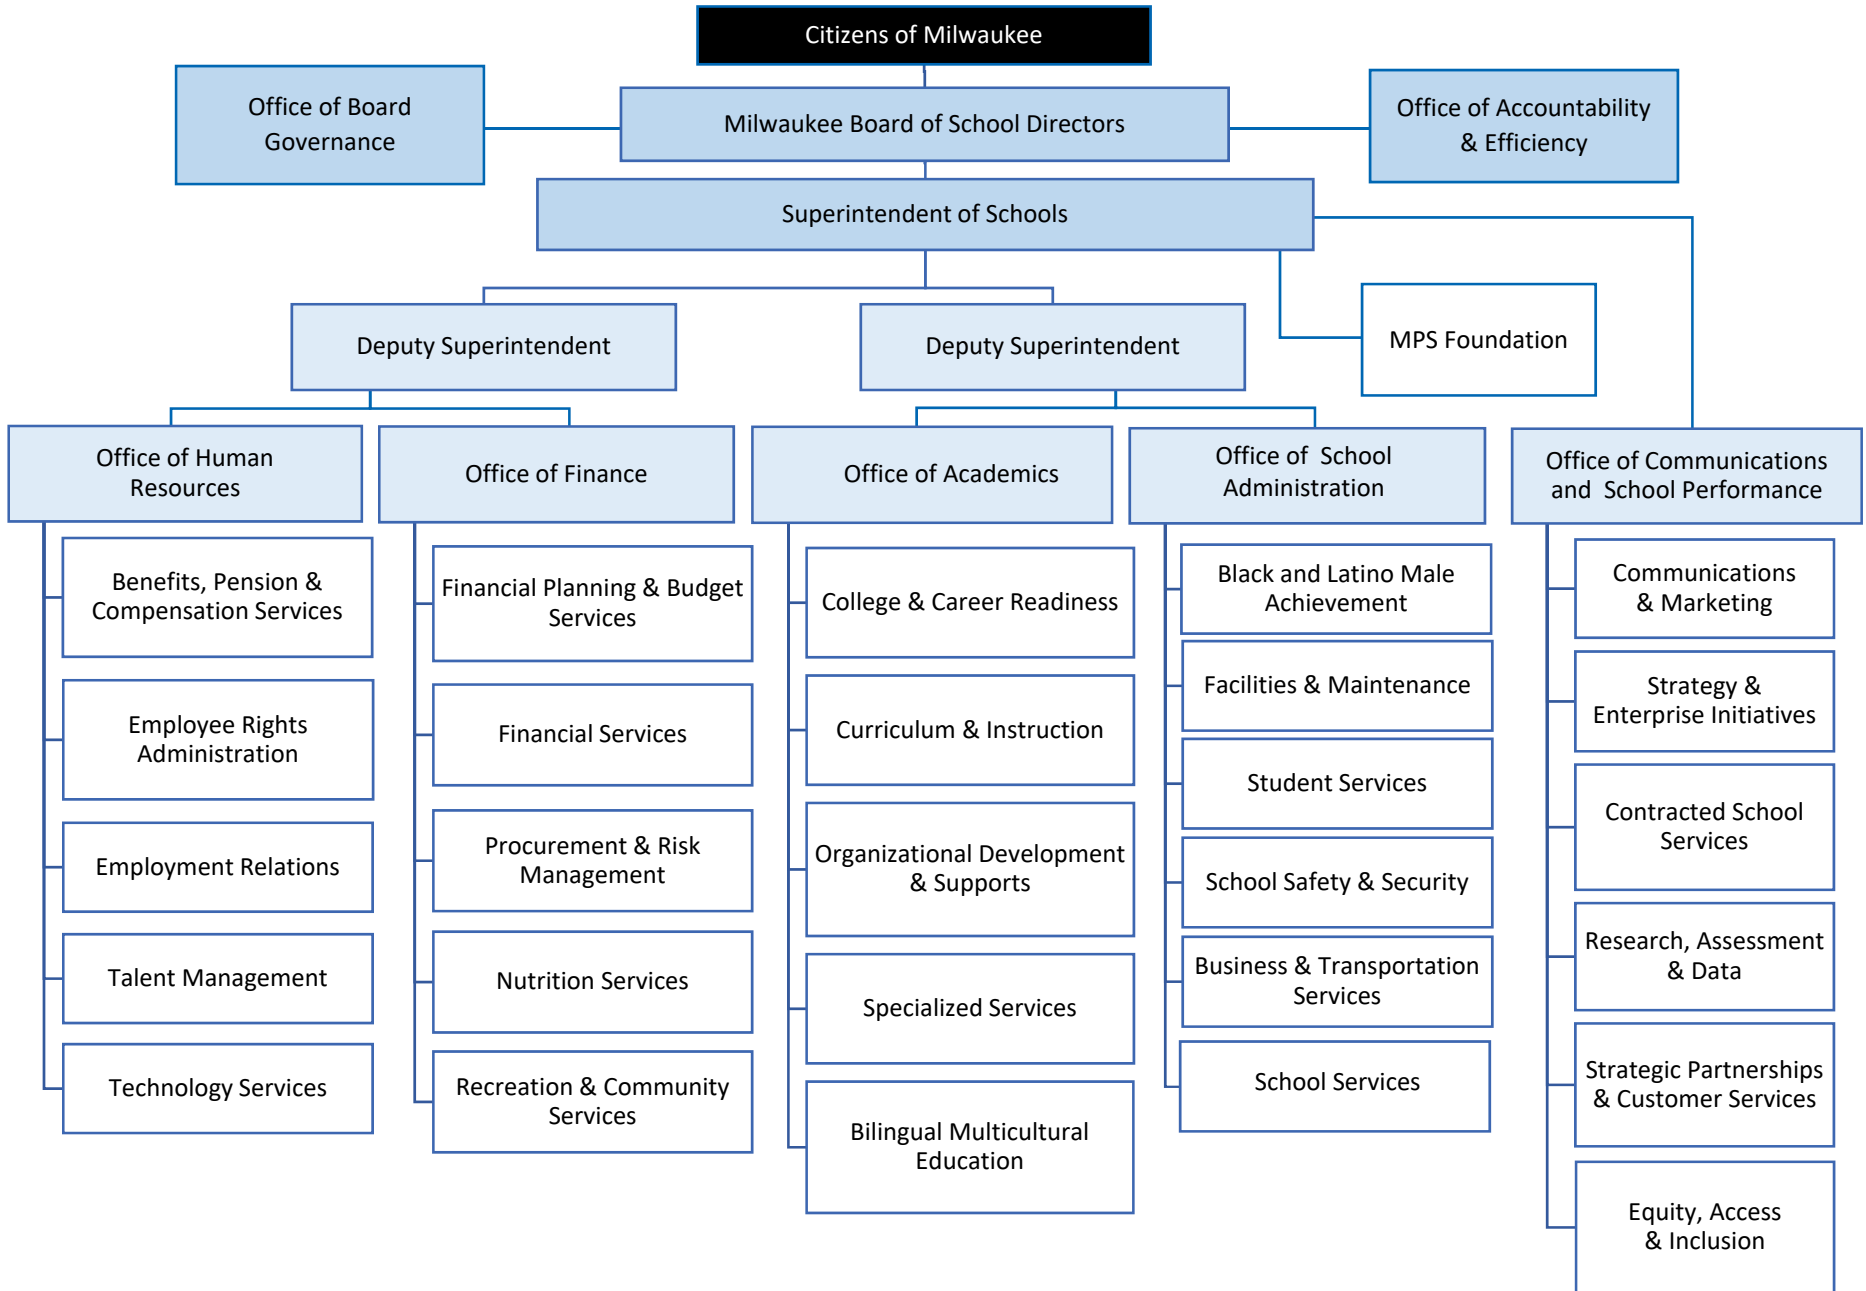 Citizens of Milwaukee
Office of Board
Governance
Milwaukee Board of School Directors
Office of Accountability
& Efficiency
Superintendent of Schools
Deputy Superintendent
Deputy Superintendent
MPS Foundation
Office of Human
Resources
Benefits, Pension &
Compensation Services
Employee Rights
Administration
Employment Relations
Talent Management
Technology Services
Office of Finance
Financial Planning & Budget
Services
Financial Services
Procurement & Risk
Management
Nutrition Services
Recreation & Community
Services
Office of Academics
College & Career Readiness
Curriculum & Instruction
Organizational Development
& Supports
Specialized Services
Bilingual Multicultural
Education
Office of School
Administration
Black and Latino Male
Achievement
Facilities & Maintenance
Student Services
School Safety & Security
Business & Transportation
Services
School Services
Office of Communications
and School Performance
Communications
& Marketing
Strategy &
Enterprise Initiatives
Contracted School
Services
Research, Assessment
& Data
Strategic Partnerships
& Customer Services
Equity, Access
& Inclusion